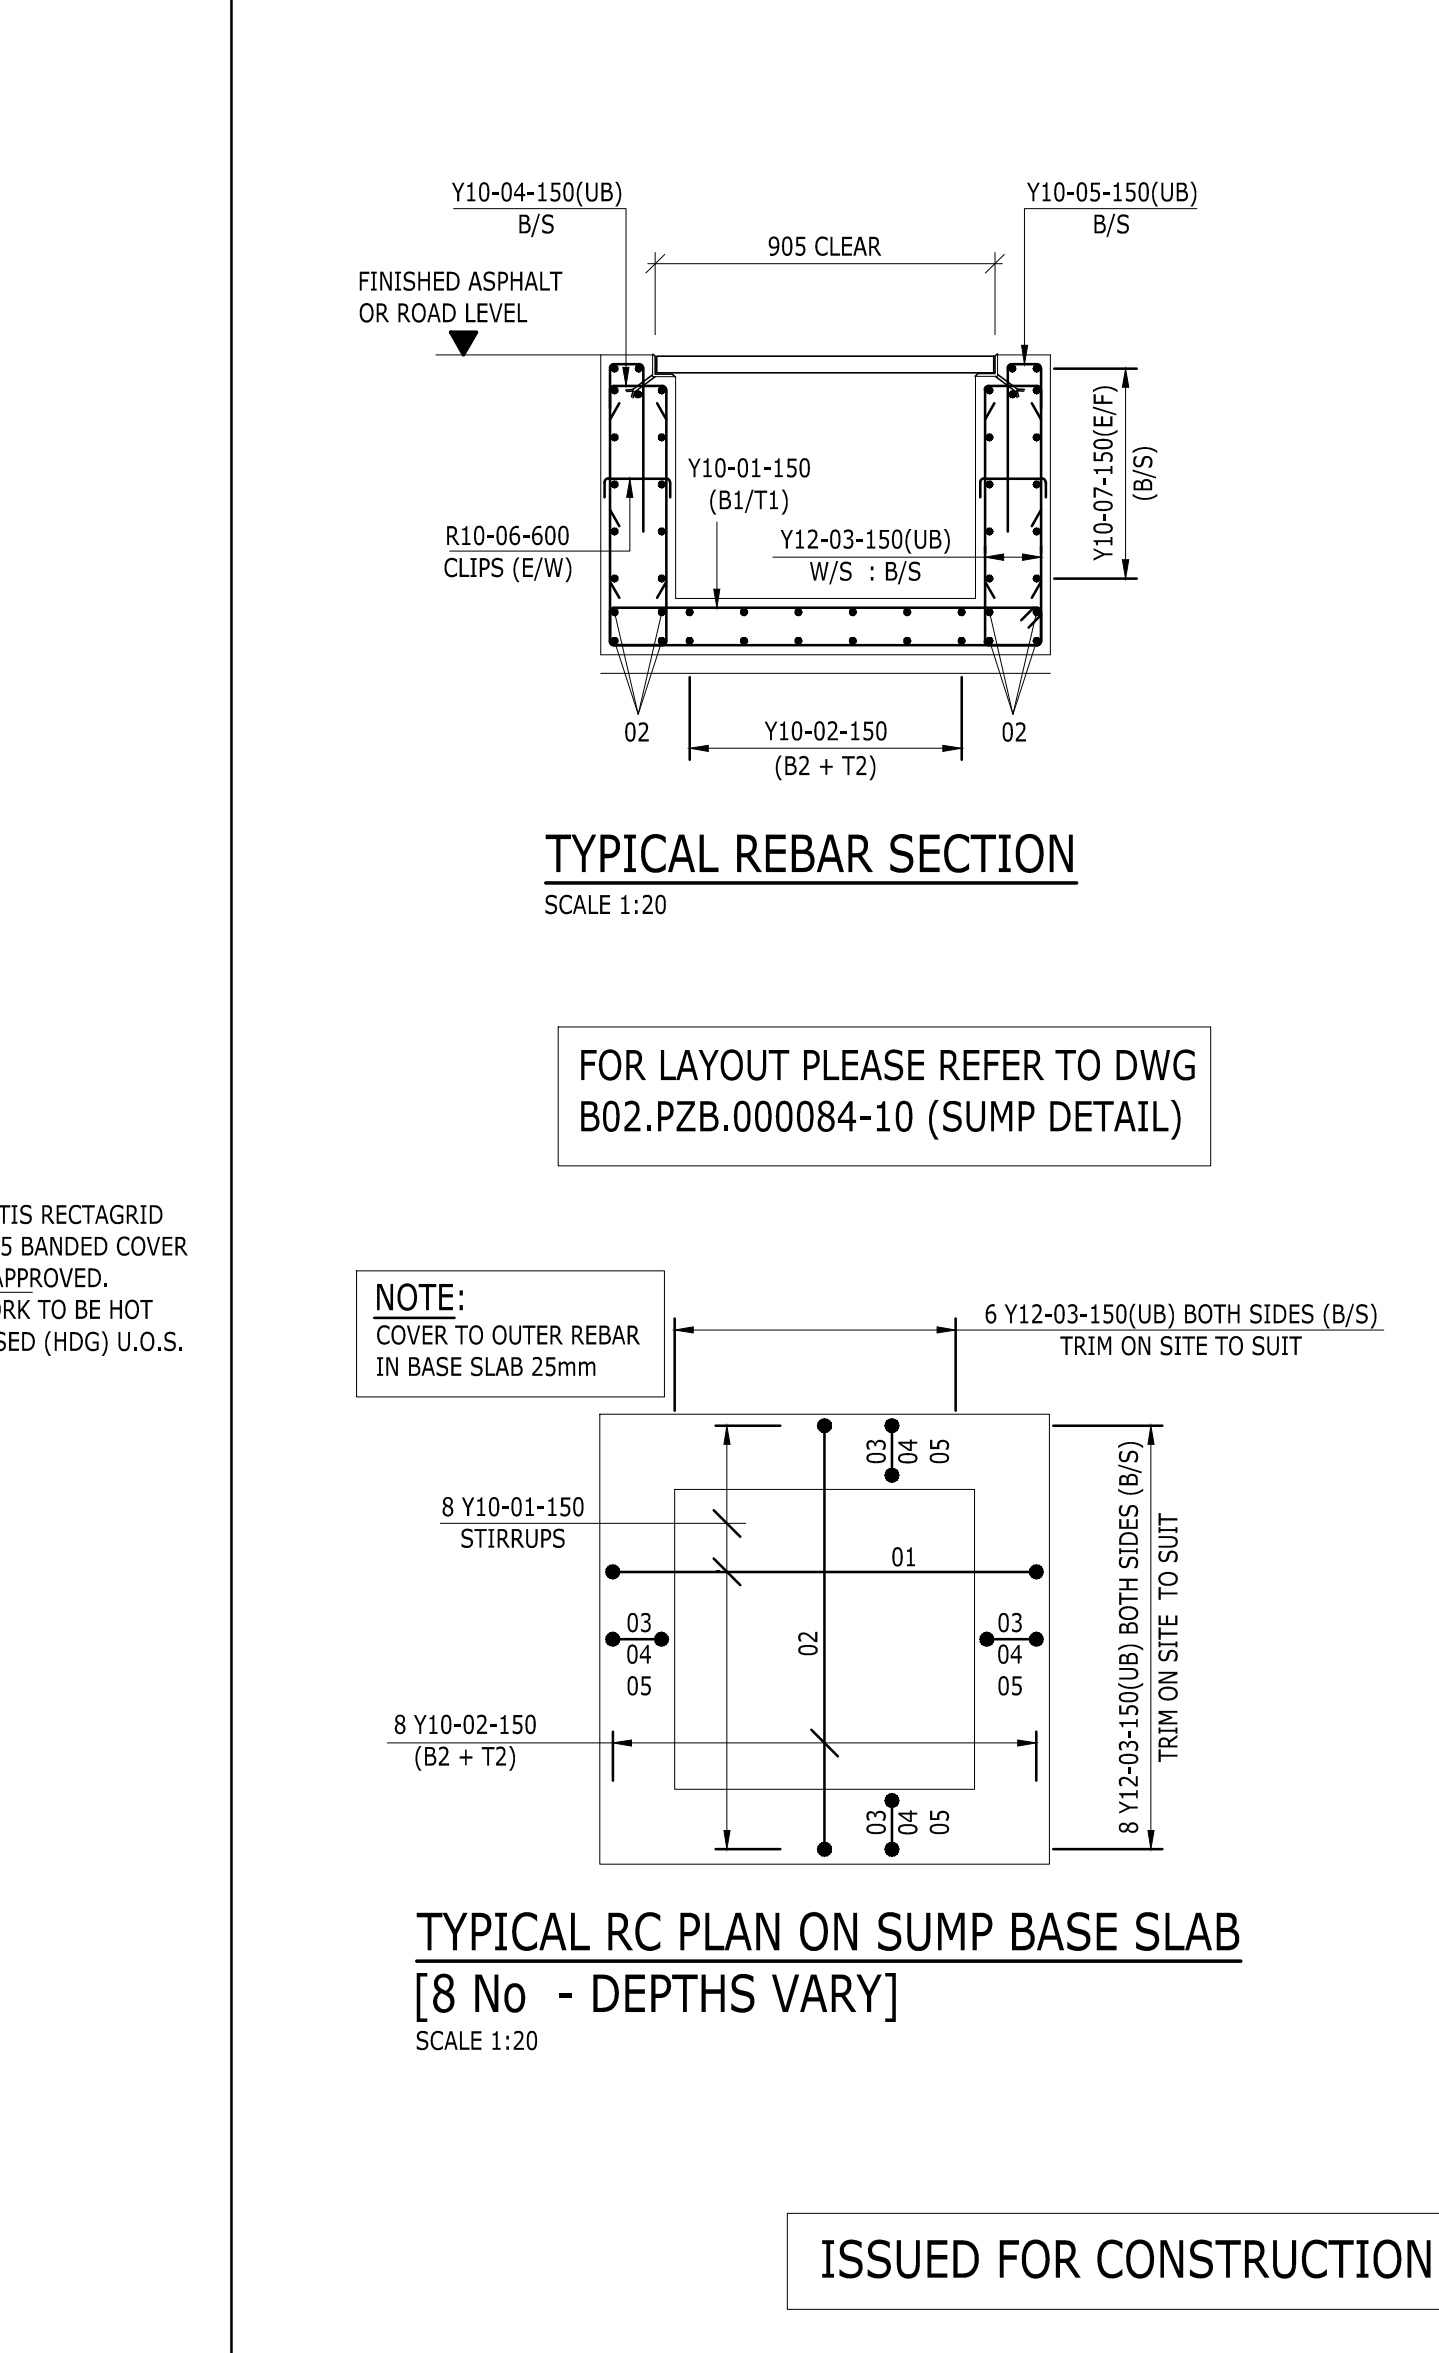 Y10-04-150(UB)
B/S
Y10-05-150(UB)
B/S
905 CLEAR
FINISHED ASPHALT
OR ROAD LEVEL
Y10-07-150(E/F)
(B/S)
Y10-01-150
(B1/T1)
R10-06-600
CLIPS (E/W)
Y12-03-150(UB)
W/S : B/S
02
Y10-02-150
(B2 + T2)
02
TYPICAL REBAR SECTION
SCALE 1:20
FOR LAYOUT PLEASE REFER TO DWG
B02.PZB.000084-10 (SUMP DETAIL)
TIS RECTAGRID
5 BANDED COVER
APPROVED.
ORK TO BE HOT
SED (HDG) U.O.S.
NOTE:
COVER TO OUTER REBAR
IN BASE SLAB 25mm
6 Y12-03-150(UB) BOTH SIDES (B/S)
TRIM ON SITE TO SUIT
03
04
05
8 Y10-01-150
STIRRUPS
01
02
03
04
05
03
04
05
8 Y12-03-150(UB) BOTH SIDES (B/S)
TRIM ON SITE TO SUIT
8 Y10-02-150
(B2 + T2)
03
04
05
TYPICAL RC PLAN ON SUMP BASE SLAB
[8 No - DEPTHS VARY]
SCALE 1:20
ISSUED FOR CONSTRUCTION